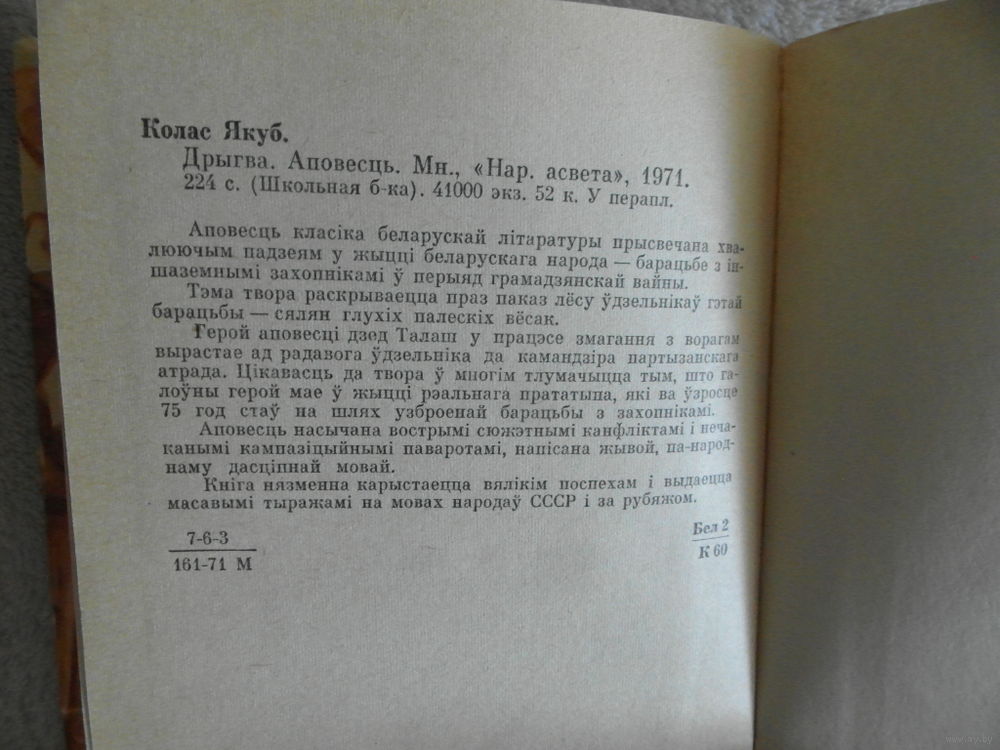 Колас Якуб.
Дрыгва. Аповесць. Мн., «Нар. асвета», 1971.
224 с. (Школьная б-ка). 41000 экз. 52 к. У перапл.
Аповесць класіка беларускай літаратуры прысвечана хва-
люючым падзеям у жыцці беларускага народа — барацьбе з ін-
шаземнымі захопнікамі ў перыяд грамадзянскай вайны.
Тэма твора раскрываецца праз паказ лёсу ўдзельнікаў гэтай
барацьбы — сялян глухіх палескіх вёсак.
Герой аповесці дзед Талаш у працэсе змагання з ворагам
вырастае ад радавога ўдзельніка да камандзіра партызанскага
атрада. Цікавасць да твора ў многім тлумачыцца тым, што га-
лоўны герой мае ў жыцці рэальнага прататыпа, які ва ўзросце
75 год стаў на шлях узброенай барацьбы з захопнікамі.
Аповесць насычана вострымі сюжэтнымі канфліктамі і неча-
канымі кампазіцыйнымі паваротамі, напісана жывой, па-народ-
наму дасціпнай мовай.
Кніга нязменна карыстаецца вялікім поспехам і выдаецца
масавымі тыражамі на мовах народаў СССР і за рубяжом.
7-6-3
161-71 М
Бел 2
К 60
www.ay.by